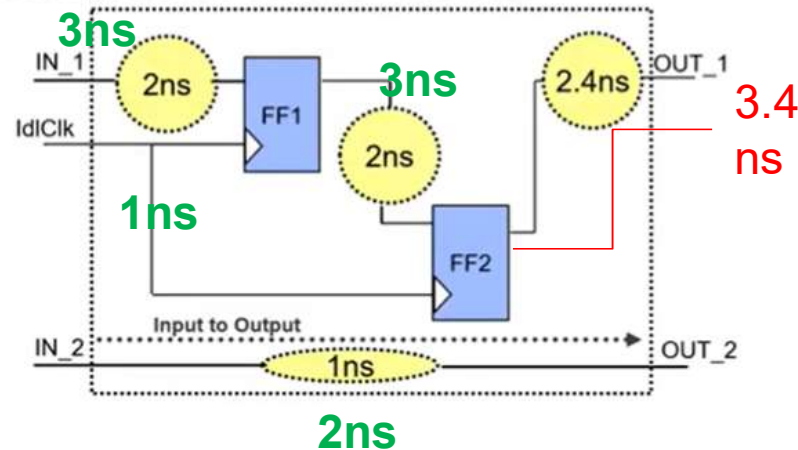 3ns
IN_1
2ns
FF1
3ns
2.4ns
OUT_1
3.4
ns
IdlClk
2ns
1ns
FF2
Input to Output
IN_2
1ns
OUT_2
2ns